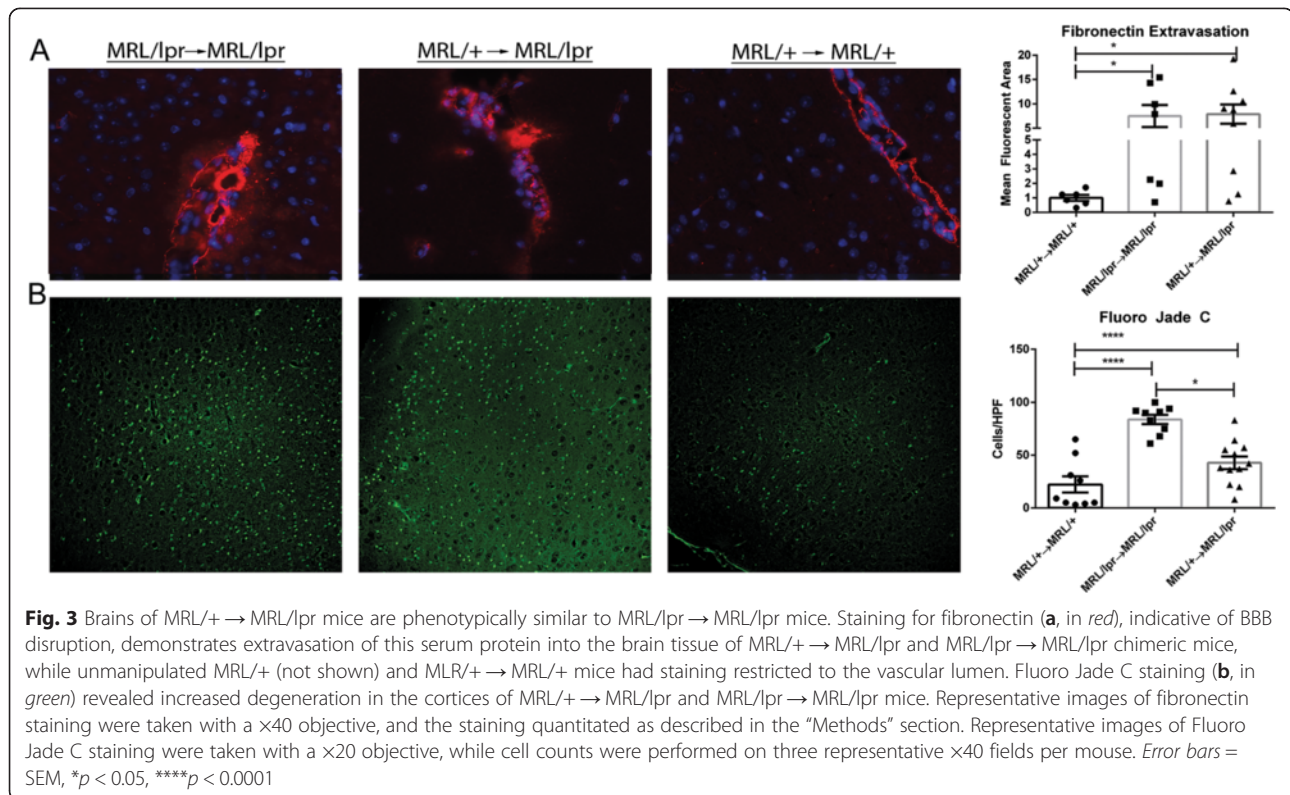 A
MRL/lpr→MRL/lpr
MRL/+ → MRL/lpr
MRL/+ → MRL/+
Fibronectin Extravasation
*
*
Mean Fluorescent Area
20
15
10
5
5
4
3
2
1
0
MRL/+→MRL/+
MRL/lpr→MRL/lpr
MRL/+→MRL/lpr
B
Fluoro Jade C
****
****
*
Cells/HPF
150
100
50
0
MRL/+→MRL/+
MRL/lpr→MRL/lpr
MRL/+→MRL/lpr
Fig. 3 Brains of MRL/+ → MRL/lpr mice are phenotypically similar to MRL/lpr → MRL/lpr mice. Staining for fibronectin (a, in red), indicative of BBB
disruption, demonstrates extravasation of this serum protein into the brain tissue of MRL/+ → MRL/lpr and MRL/lpr → MRL/lpr chimeric mice,
while unmanipulated MRL/+ (not shown) and MLR/+ → MRL/+ mice had staining restricted to the vascular lumen. Fluoro Jade C staining (b, in
green) revealed increased degeneration in the cortices of MRL/+ → MRL/lpr and MRL/lpr → MRL/lpr mice. Representative images of fibronectin
staining were taken with a ×40 objective, and the staining quantitated as described in the “Methods” section. Representative images of Fluoro
Jade C staining were taken with a ×20 objective, while cell counts were performed on three representative ×40 fields per mouse. Error bars =
SEM, *p < 0.05, ****p < 0.0001